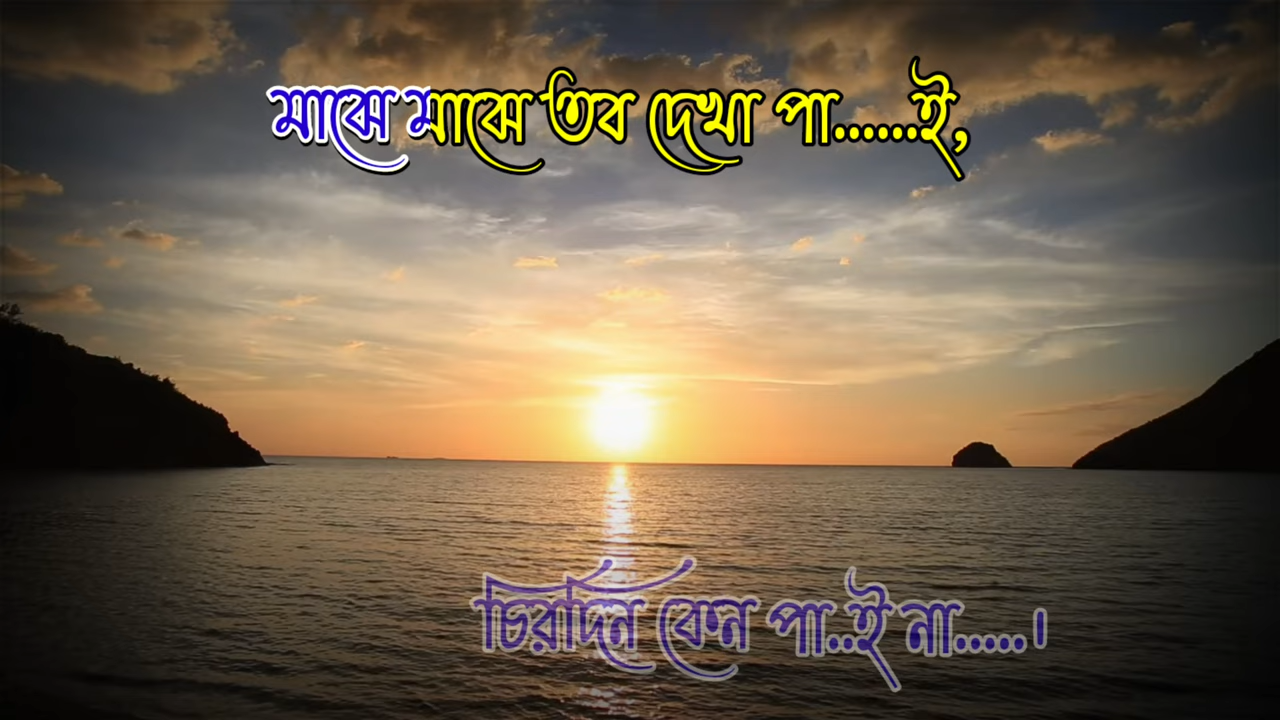 মাঝে মাঝে তব দেখা পা......ই,
চিরদিন কেন পা..ই না.....।